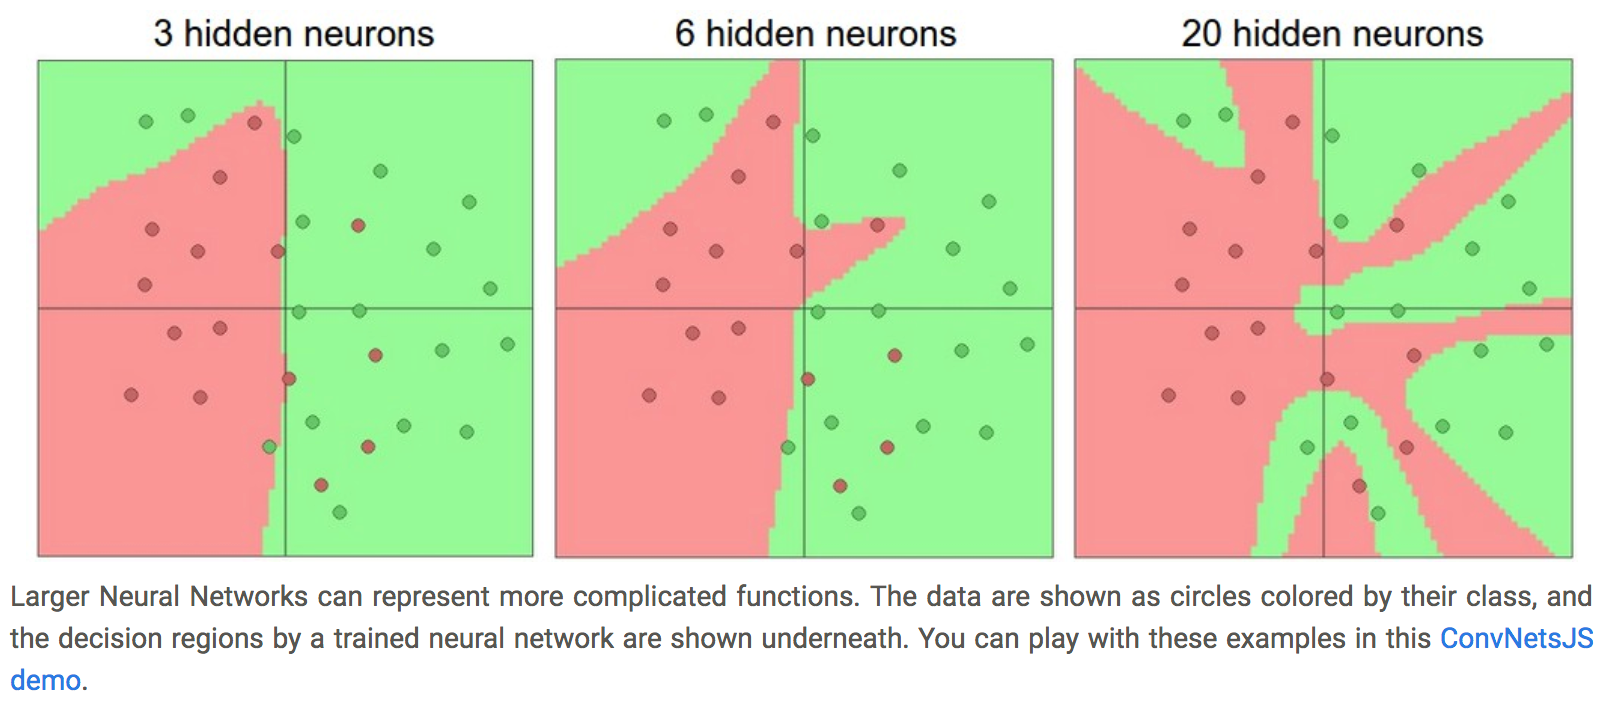 3 hidden neurons
6 hidden neurons
20 hidden neurons
Larger Neural Networks can represent more complicated functions. The data are shown as circles colored by their class, and
the decision regions by a trained neural network are shown underneath. You can play with these examples in this ConvNetsJS
demo.